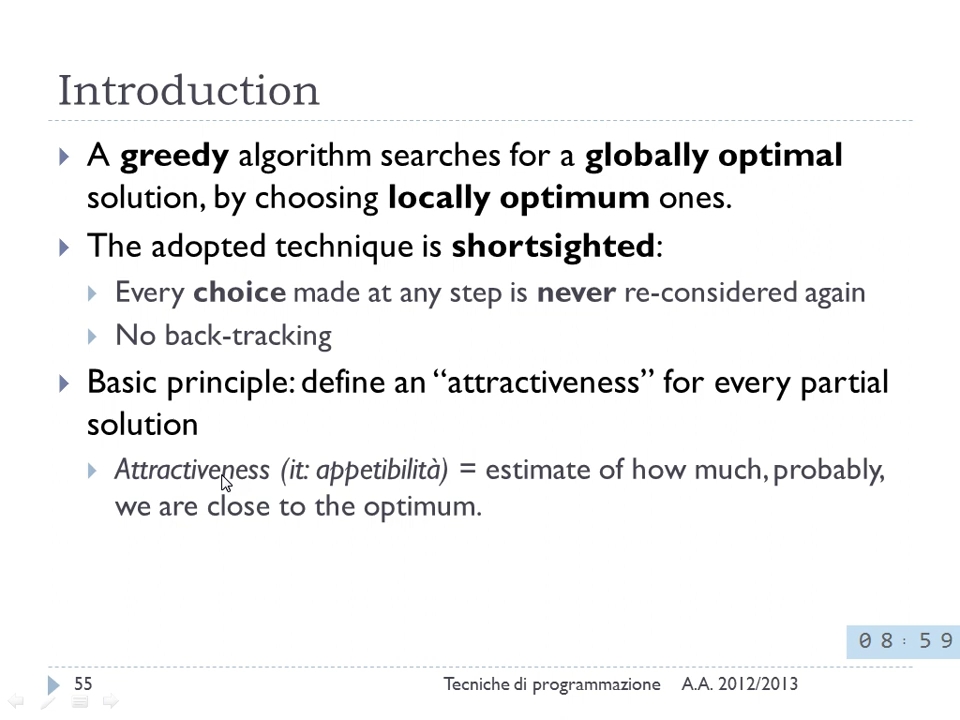 Introduction
A greedy algorithm searches for a globally optimal
solution, by choosing locally optimum ones.
The adopted technique is shortsighted:
Every choice made at any step is never re-considered again
No back-tracking
Basic principle: define an “attractiveness” for every partial
solution
Attractiveness (it: appetibilità) = estimate of how much, probably,
we are close to the optimum.
08:59
55 Tecniche di programmazione A.A. 2012/2013